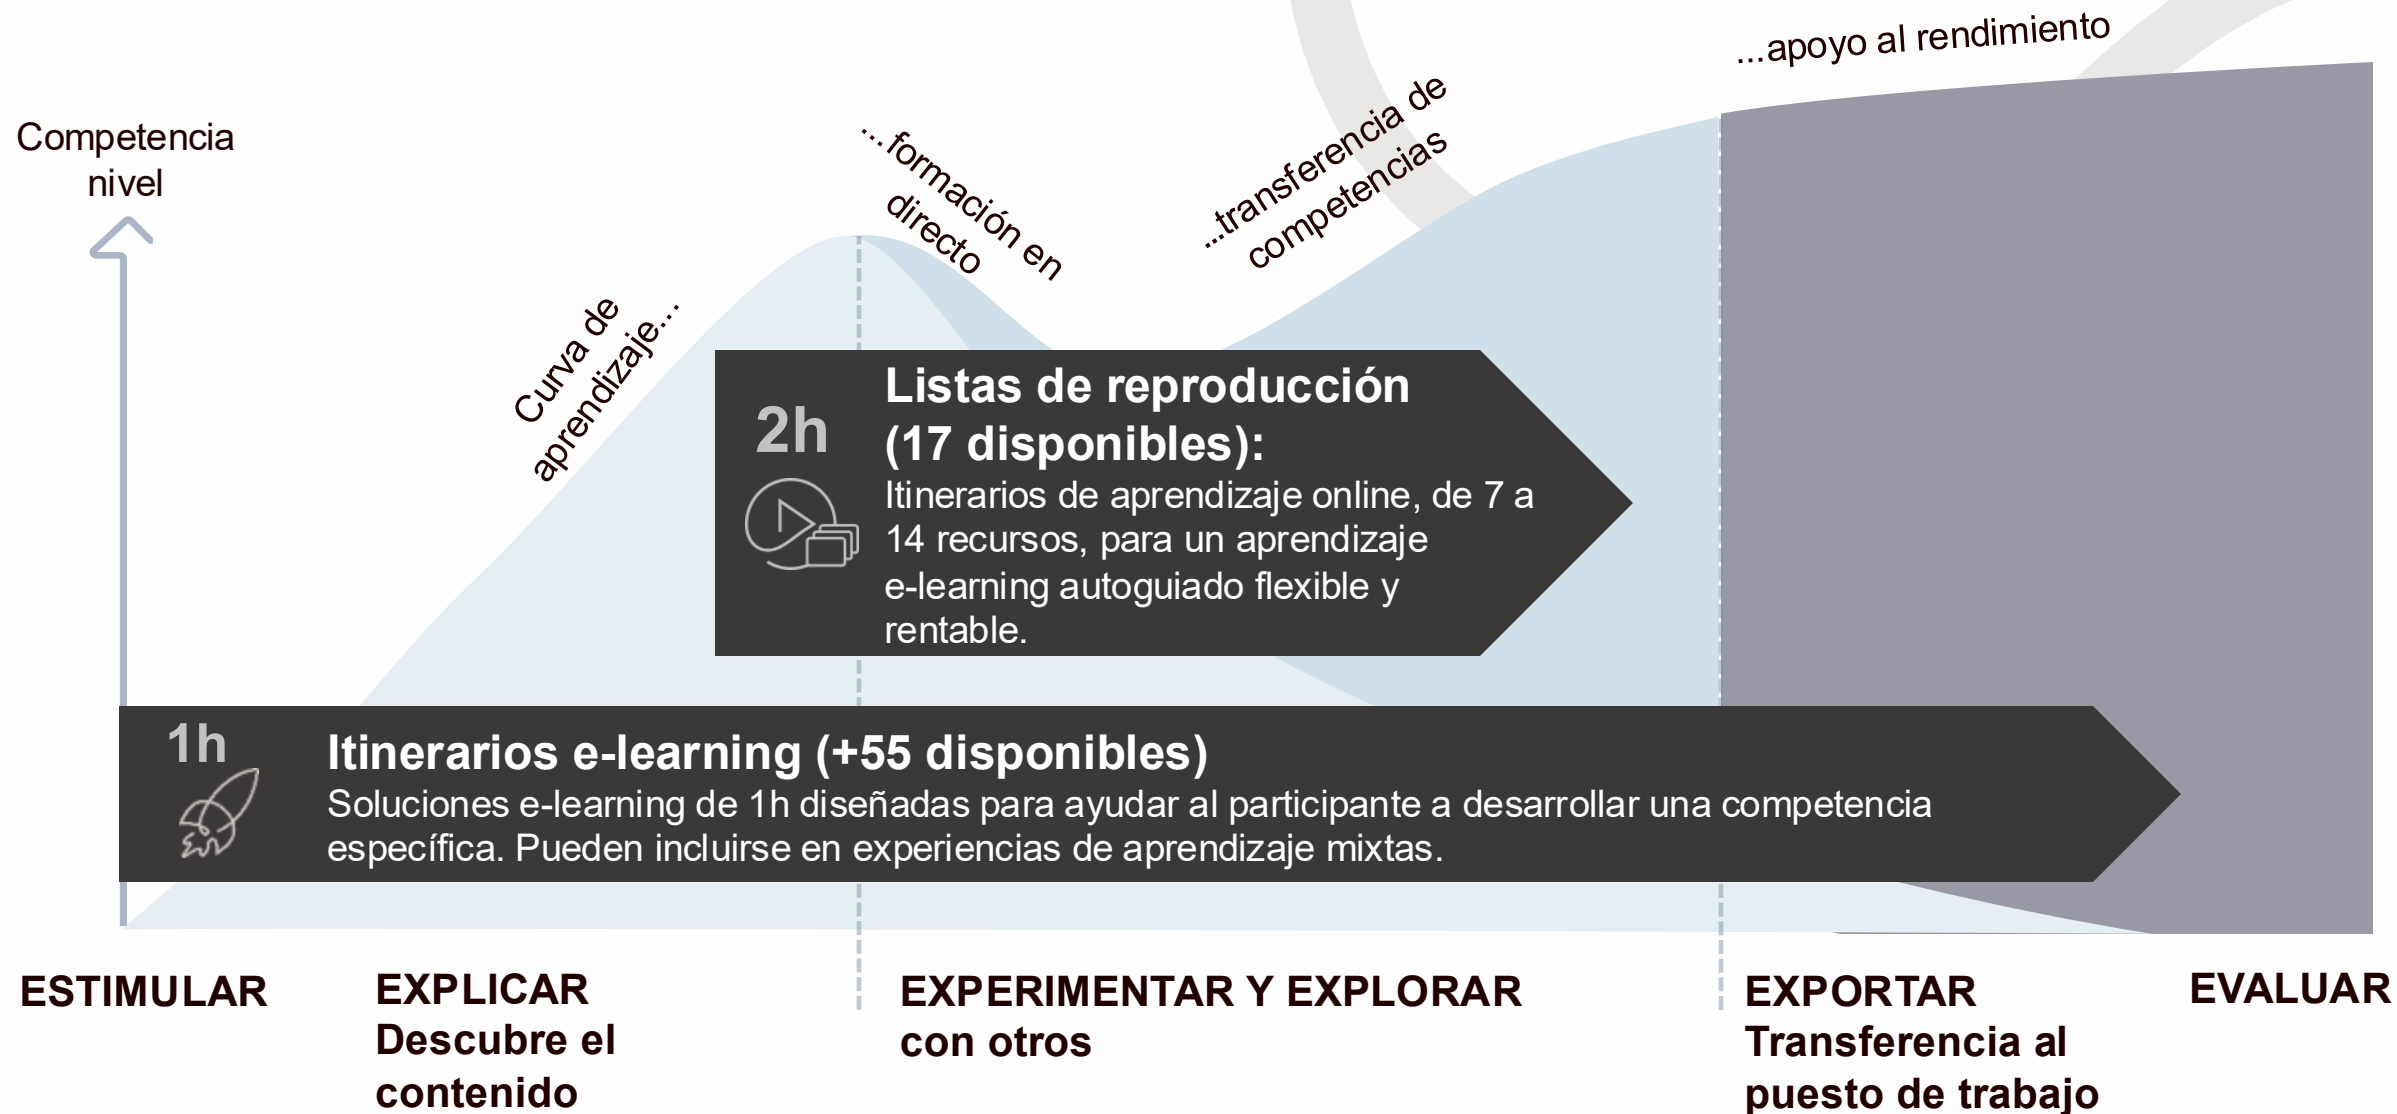 ...apoyo al rendimiento
Competencia
nivel
...formación en
directo
...transferencia de
competencias
Curva de
aprendizaje...
2h
Listas de reproducción
(17 disponibles):
Itinerarios de aprendizaje online, de 7 a
14 recursos, para un aprendizaje
e-learning autoguiado flexible y
rentable.
1h
Itinerarios e-learning (+55 disponibles)
Soluciones e-learning de 1h diseñadas para ayudar al participante a desarrollar una competencia
específica. Pueden incluirse en experiencias de aprendizaje mixtas.
ESTIMULAR
EXPLICAR
Descubre el
contenido
EXPERIMENTAR Y EXPLORAR
con otros
EXPORTAR
Transferencia al
puesto de trabajo
EVALUAR